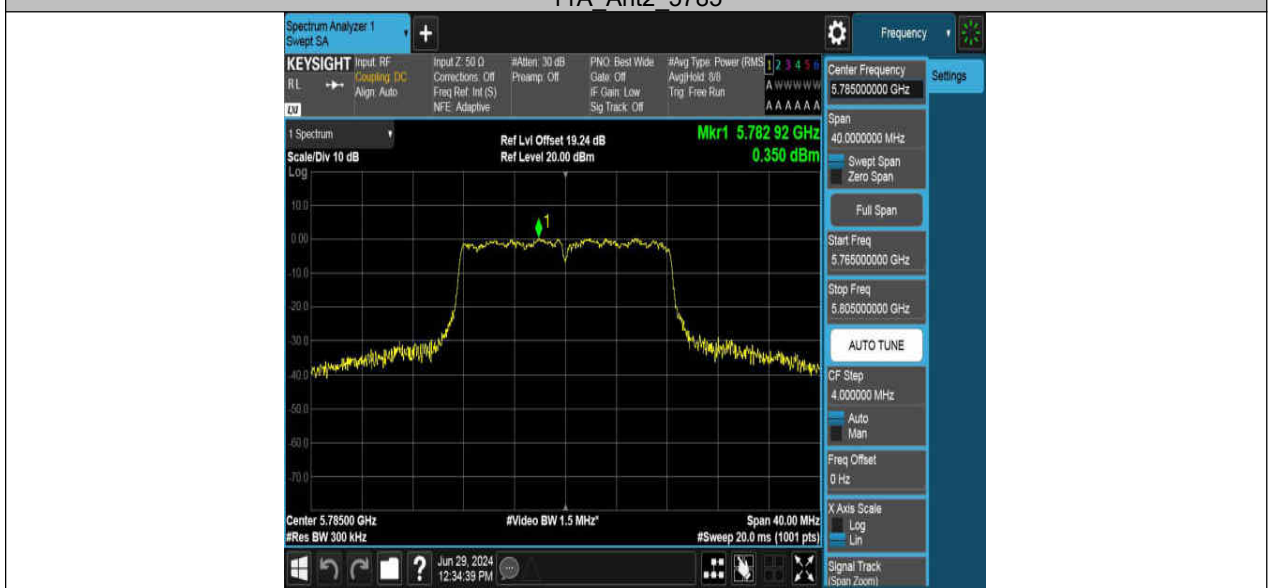 11A_Ant2_5785
Spectrum Analyzer 1
Swept SA
+
Frequency
KEYSIGHT
RL
Input: RF
Coupling: DC
Align: Auto
Input Z: 50 Ω
Corrections: Off
Freq Ref: Int (S)
NFE: Adaptive
#Atten: 30 dB
Preamp: Off
PNO: Best Wide
Gate: Off
IF Gain: Low
Sig Track: Off
#Avg Type: Power (RMS
Avg|Hold: 8/8
Trig: Free Run
1 2 3 4 5 6
A W W W W W
A A A A A A
Center Frequency
5.785000000 GHz
Settings
1 Spectrum
Scale/Div 10 dB
Log
Ref Lvl Offset 19.24 dB
Ref Level 20.00 dBm
Mkr1 5.782 92 GHz
0.350 dBm
Span
40.0000000 MHz
Swept Span
Zero Span
Full Span
Start Freq
5.765000000 GHz
Stop Freq
5.805000000 GHz
AUTO TUNE
CF Step
4.000000 MHz
Auto
Man
Freq Offset
0 Hz
X Axis Scale
Log
Lin
Signal Track
(Span Zoom)
10.0
0.00
-10.0
-20.0
-30.0
-40.0
-50.0
-60.0
-70.0
1
Center 5.78500 GHz
#Res BW 300 kHz
#Video BW 1.5 MHz*
Span 40.00 MHz
#Sweep 20.0 ms (1001 pts)
?
Jun 29, 2024
12:34:39 PM